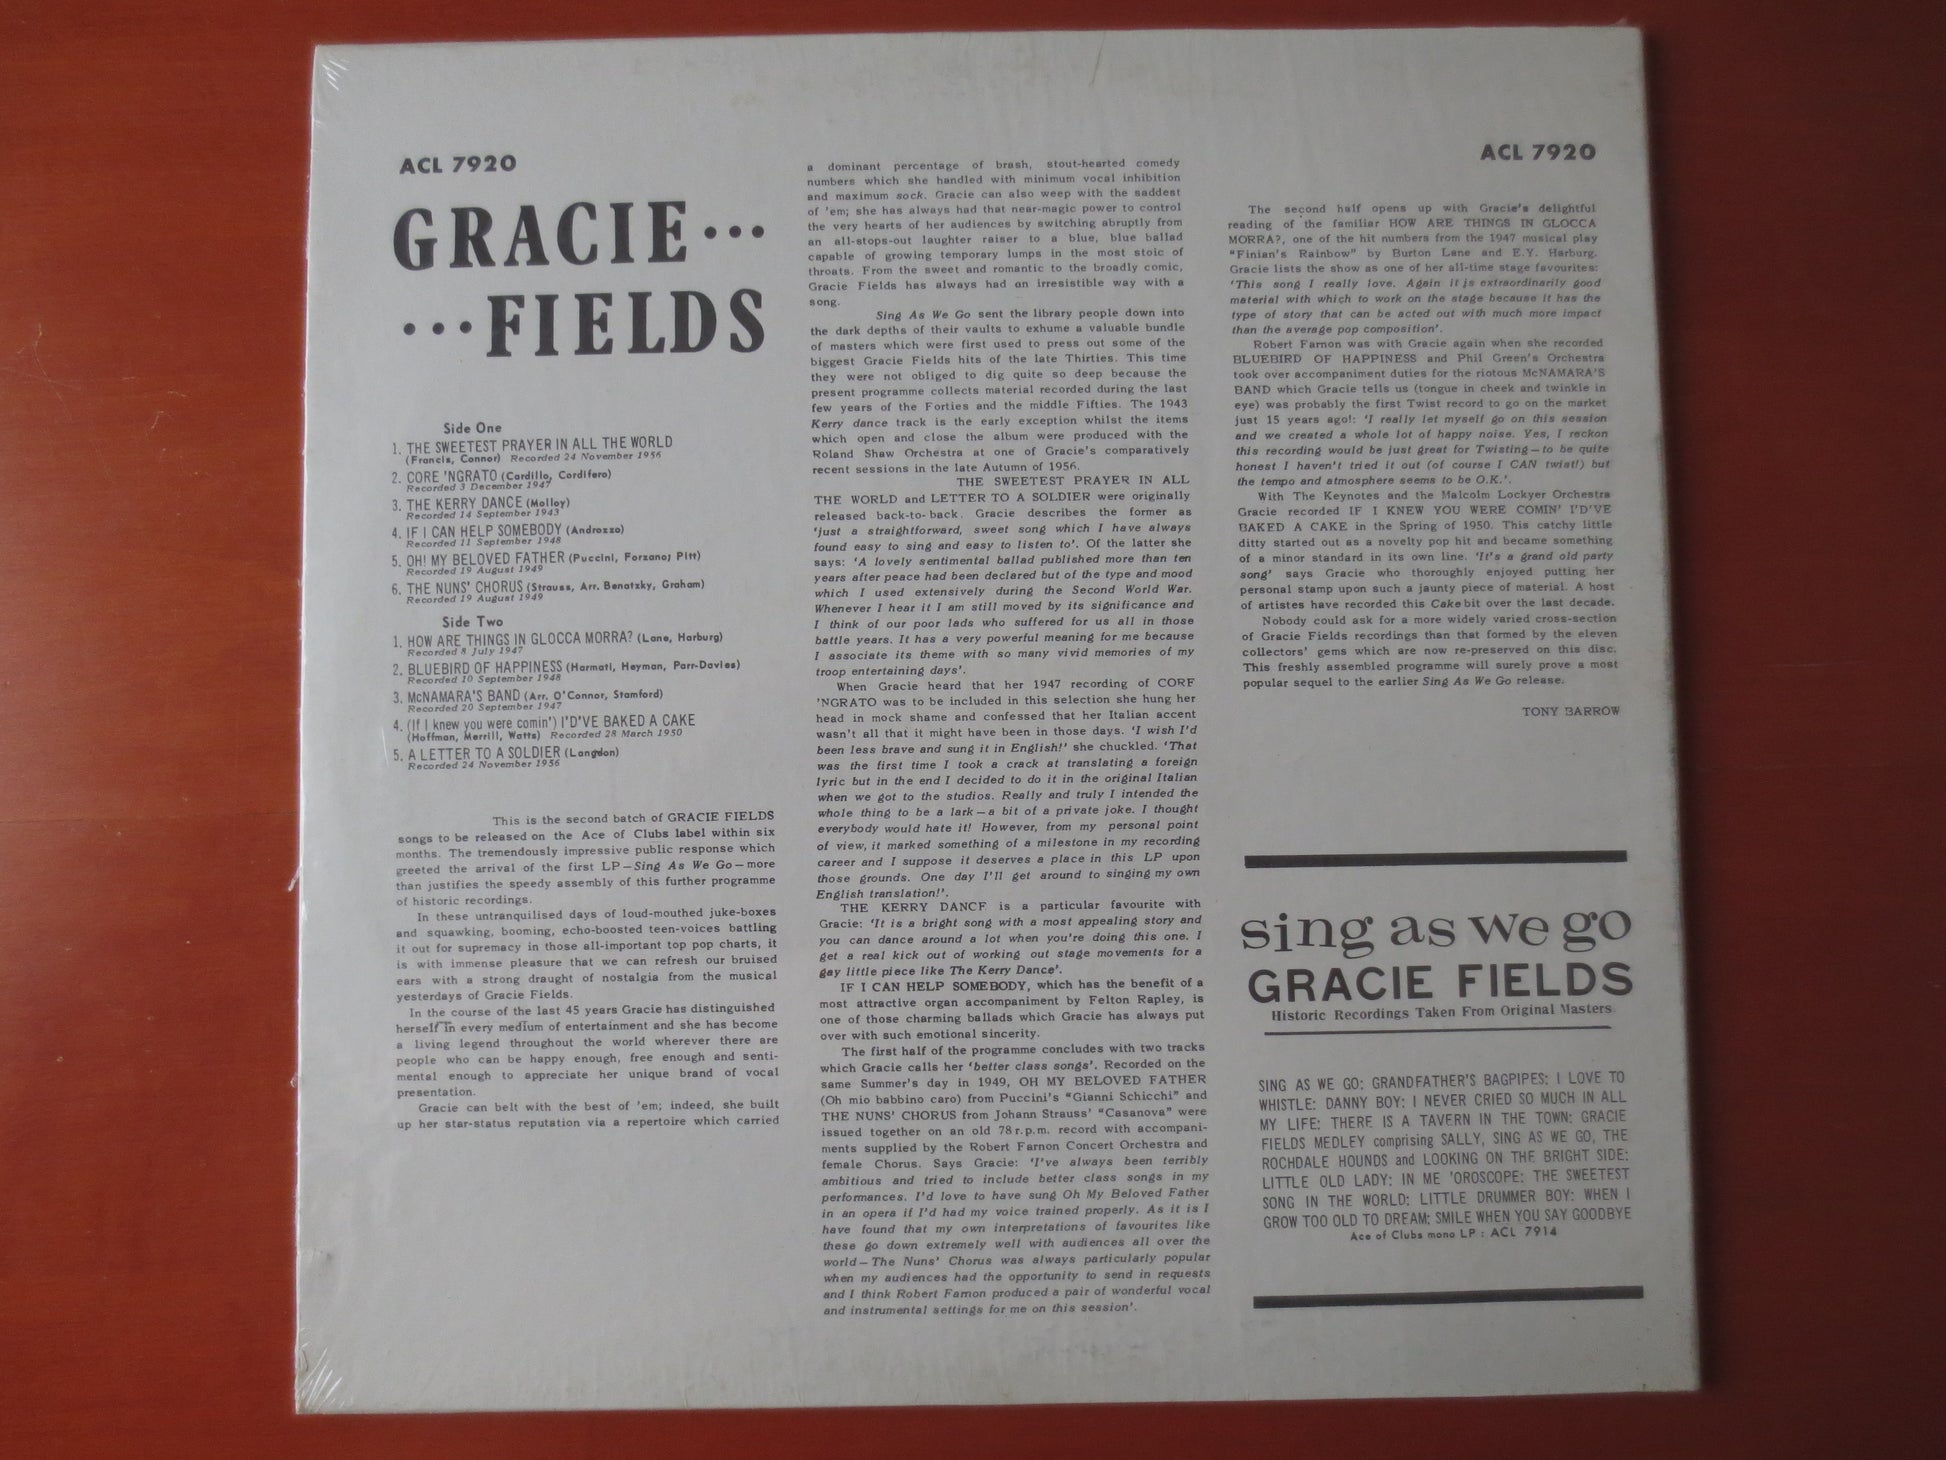 ACL 7920
GRACIE...
...FIELDS
Side One
1. THE SWEETEST PRAYER IN ALL THE WORLD
(Francis, Connor) Recorded 24 November 1956
2. CORE 'NGRATO (Cardillo, Cordifero)
Recorded 3 December 1947
3. THE KERRY DANCE (Molloy)
Recorded 14 September 1943
4. IF I CAN HELP SOMEBODY (Androzzo)
Recorded 11 September 1948
5. OH! MY BELOVED FATHER (Puccini, Forzano; Pitt)
Recorded 19 August 1949
6. THE NUNS' CHORUS (Strauss, Arr. Benatzky, Graham)
Recorded 19 August 1949
Side Two
1. HOW ARE THINGS IN GLOCCA MORRA? (Lane, Harburg)
Recorded 8 July 1947
2. BLUEBIRD OF HAPPINESS (Harmati, Heyman, Parr-Davies)
Recorded 10 September 1948
3. McNAMARA'S BAND (Arr. O'Connor, Stamford)
Recorded 20 September 1947
4. (If I knew you were comin') I'D'VE BAKED A CAKE
(Hoffman, Merrill, Watts) Recorded 28 March 1950
5. A LETTER TO A SOLDIER (Langdon)
Recorded 24 November 1956
This is the second batch of GRACIE FIELDS
songs to be released on the Ace of Clubs label within six
months. The tremendously impressive public response which
greeted the arrival of the first LP—Sing As We Go—more
than justifies the speedy assembly of this further programme
of historic recordings.
In these untranquilised days of loud-mouthed juke-boxes
and squawking, booming, echo-boosted teen-voices battling
it out for supremacy in those all-important top pop charts, it
is with immense pleasure that we can refresh our bruised
ears with a strong draught of nostalgia from the musical
yesterdays of Gracie Fields.
In the course of the last 45 years Gracie has distinguished
herself in every medium of entertainment and she has become
a living legend throughout the world wherever there are
people who can be happy enough, free enough and senti-
mental enough to appreciate her unique brand of vocal
presentation.
Gracie can belt with the best of 'em; indeed, she built
up her star-status reputation via a repertoire which carried
a dominant percentage of brash, stout-hearted comedy
numbers which she handled with minimum vocal inhibition
and maximum sock. Gracie can also weep with the saddest
of 'em; she has always had that near-magic power to control
the very hearts of her audiences by switching abruptly from
an all-stops-out laughter raiser to a blue, blue ballad
capable of growing temporary lumps in the most stoic of
throats. From the sweet and romantic to the broadly comic,
Gracie Fields has always had an irresistible way with a
song.
Sing As We Go sent the library people down into
the dark depths of their vaults to exhume a valuable bundle
of masters which were first used to press out some of the
biggest Gracie Fields hits of the late Thirties. This time
they were not obliged to dig quite so deep because the
present programme collects material recorded during the last
few years of the Forties and the middle Fifties. The 1943
Kerry dance track is the early exception whilst the items
which open and close the album were produced with the
Roland Shaw Orchestra at one of Gracie's comparatively
recent sessions in the late Autumn of 1956.
THE SWEETEST PRAYER IN ALL
THE WORLD and LETTER TO A SOLDIER were originally
released back-to-back. Gracie describes the former as
'just a straightforward, sweet song which I have always
found easy to sing and easy to listen to'. Of the latter she
says: 'A lovely sentimental ballad published more than ten
years after peace had been declared but of the type and mood
which I used extensively during the Second World War.
Whenever I hear it I am still moved by its significance and
I think of our poor lads who suffered for us all in those
battle years. It has a very powerful meaning for me because
I associate its theme with so many vivid memories of my
troop entertaining days'.
When Gracie heard that her 1947 recording of CORE
'NGRATO was to be included in this selection she hung her
head in mock shame and confessed that her Italian accent
wasn't all that it might have been in those days. 'I wish I'd
been less brave and sung it in English!' she chuckled. 'That
was the first time I took a crack at translating a foreign
lyric but in the end I decided to do it in the original Italian
when we got to the studios. Really and truly I intended the
whole thing to be a lark—a bit of a private joke. I thought
everybody would hate it! However, from my personal point
of view, it marked something of a milestone in my recording
career and I suppose it deserves a place in this LP upon
those grounds. One day I'll get around to singing my own
English translation!'.
THE KERRY DANCE is a particular favourite with
Gracie: 'It is a bright song with a most appealing story and
you can dance around a lot when you're doing this one. I
get a real kick out of working out stage movements for a
gay little piece like The Kerry Dance'.
IF I CAN HELP SOMEBODY, which has the benefit of a
most attractive organ accompaniment by Felton Rapley, is
one of those charming ballads which Gracie has always put
over with such emotional sincerity.
The first half of the programme concludes with two tracks
which Gracie calls her 'better class songs'. Recorded on the
same Summer's day in 1949, OH MY BELOVED FATHER
(Oh mio babbino caro) from Puccini's "Gianni Schicchi" and
THE NUNS' CHORUS from Johann Strauss' "Casanova" were
issued together on an old 78 r.p.m. record with accompani-
ments supplied by the Robert Farnon Concert Orchestra and
female Chorus. Says Gracie: 'I've always been terribly
ambitious and tried to include better class songs in my
performances. I'd love to have sung Oh My Beloved Father
in an opera if I'd had my voice trained properly. As it is I
have found that my own interpretations of favourites like
these go down extremely well with audiences all over the
world—The Nuns' Chorus was always particularly popular
when my audiences had the opportunity to send in requests
and I think Robert Farnon produced a pair of wonderful vocal
and instrumental settings for me on this session'.
ACL 7920
The second half opens up with Gracie's delightful
reading of the familiar HOW ARE THINGS IN GLOCCA
MORRA?, one of the hit numbers from the 1947 musical play
"Finian's Rainbow" by Burton Lane and E.Y. Harburg.
Gracie lists the show as one of her all-time stage favourites:
'This song I really love. Again it is extraordinarily good
material with which to work on the stage because it has the
type of story that can be acted out with much more impact
than the average pop composition'.
Robert Farnon was with Gracie again when she recorded
BLUEBIRD OF HAPPINESS and Phil Green's Orchestra
took over accompaniment duties for the riotous McNAMARA'S
BAND which Gracie tells us (tongue in cheek and twinkle in
eye) was probably the first Twist record to go on the market
just 15 years ago!: 'I really let myself go on this session
and we created a whole lot of happy noise. Yes, I reckon
this recording would be just great for Twisting—to be quite
honest I haven't tried it out (of course I CAN twist!) but
the tempo and atmosphere seems to be O.K.'.
With The Keynotes and the Malcolm Lockyer Orchestra
Gracie recorded IF I KNEW YOU WERE COMIN' I'D'VE
BAKED A CAKE in the Spring of 1950. This catchy little
ditty started out as a novelty pop hit and became something
of a minor standard in its own line. 'It's a grand old party
song' says Gracie who thoroughly enjoyed putting her
personal stamp upon such a jaunty piece of material. A host
of artistes have recorded this Cake bit over the last decade.
Nobody could ask for a more widely varied cross-section
of Gracie Fields recordings than that formed by the eleven
collectors' gems which are now re-preserved on this disc.
This freshly assembled programme will surely prove a most
popular sequel to the earlier Sing As We Go release.
TONY BARROW
sing as we go
GRACIE FIELDS
Historic Recordings Taken From Original Masters
SING AS WE GO: GRANDFATHER'S BAGPIPES: I LOVE TO
WHISTLE: DANNY BOY: I NEVER CRIED SO MUCH IN ALL
MY LIFE: THERE IS A TAVERN IN THE TOWN: GRACIE
FIELDS MEDLEY comprising SALLY, SING AS WE GO, THE
ROCHDALE HOUNDS and LOOKING ON THE BRIGHT SIDE:
LITTLE OLD LADY: IN ME 'OROSCOPE: THE SWEETEST
SONG IN THE WORLD: LITTLE DRUMMER BOY: WHEN I
GROW TOO OLD TO DREAM: SMILE WHEN YOU SAY GOODBYE
Ace of Clubs mono LP : ACL 7914